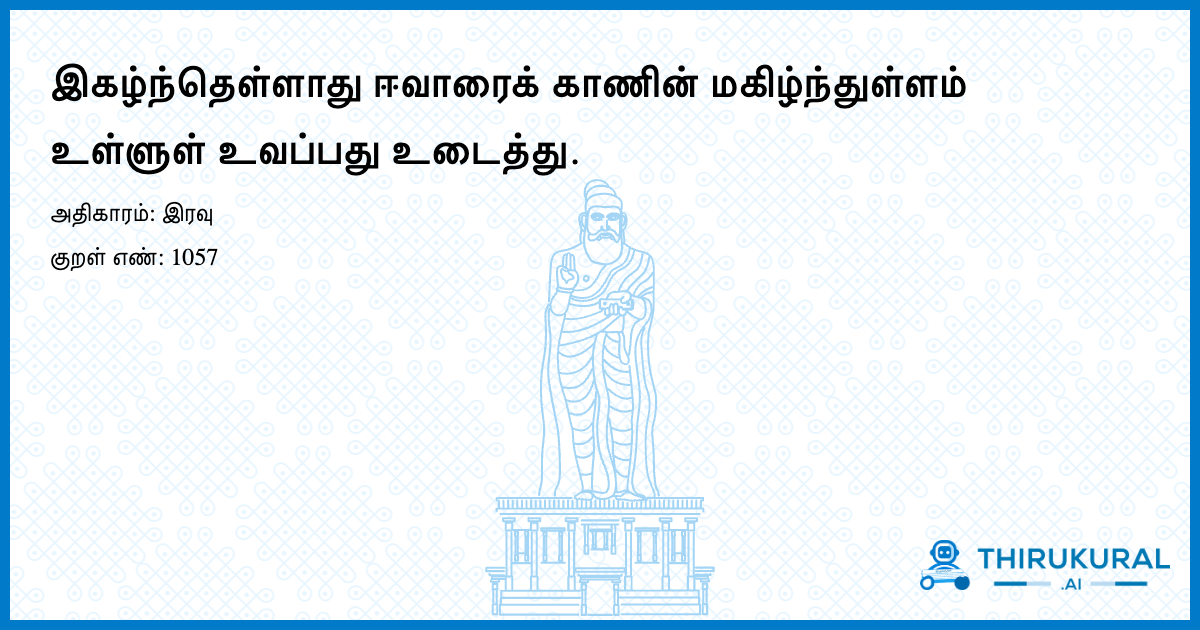 இகழ்ந்தெள்ளாது ஈவாரைக் காணின் மகிழ்ந்துள்ளம்
உள்ளுள் உவப்பது உடைத்து.
அதிகாரம்: இரவு
குறள் எண்: 1057
THIRUKURAL
.AI